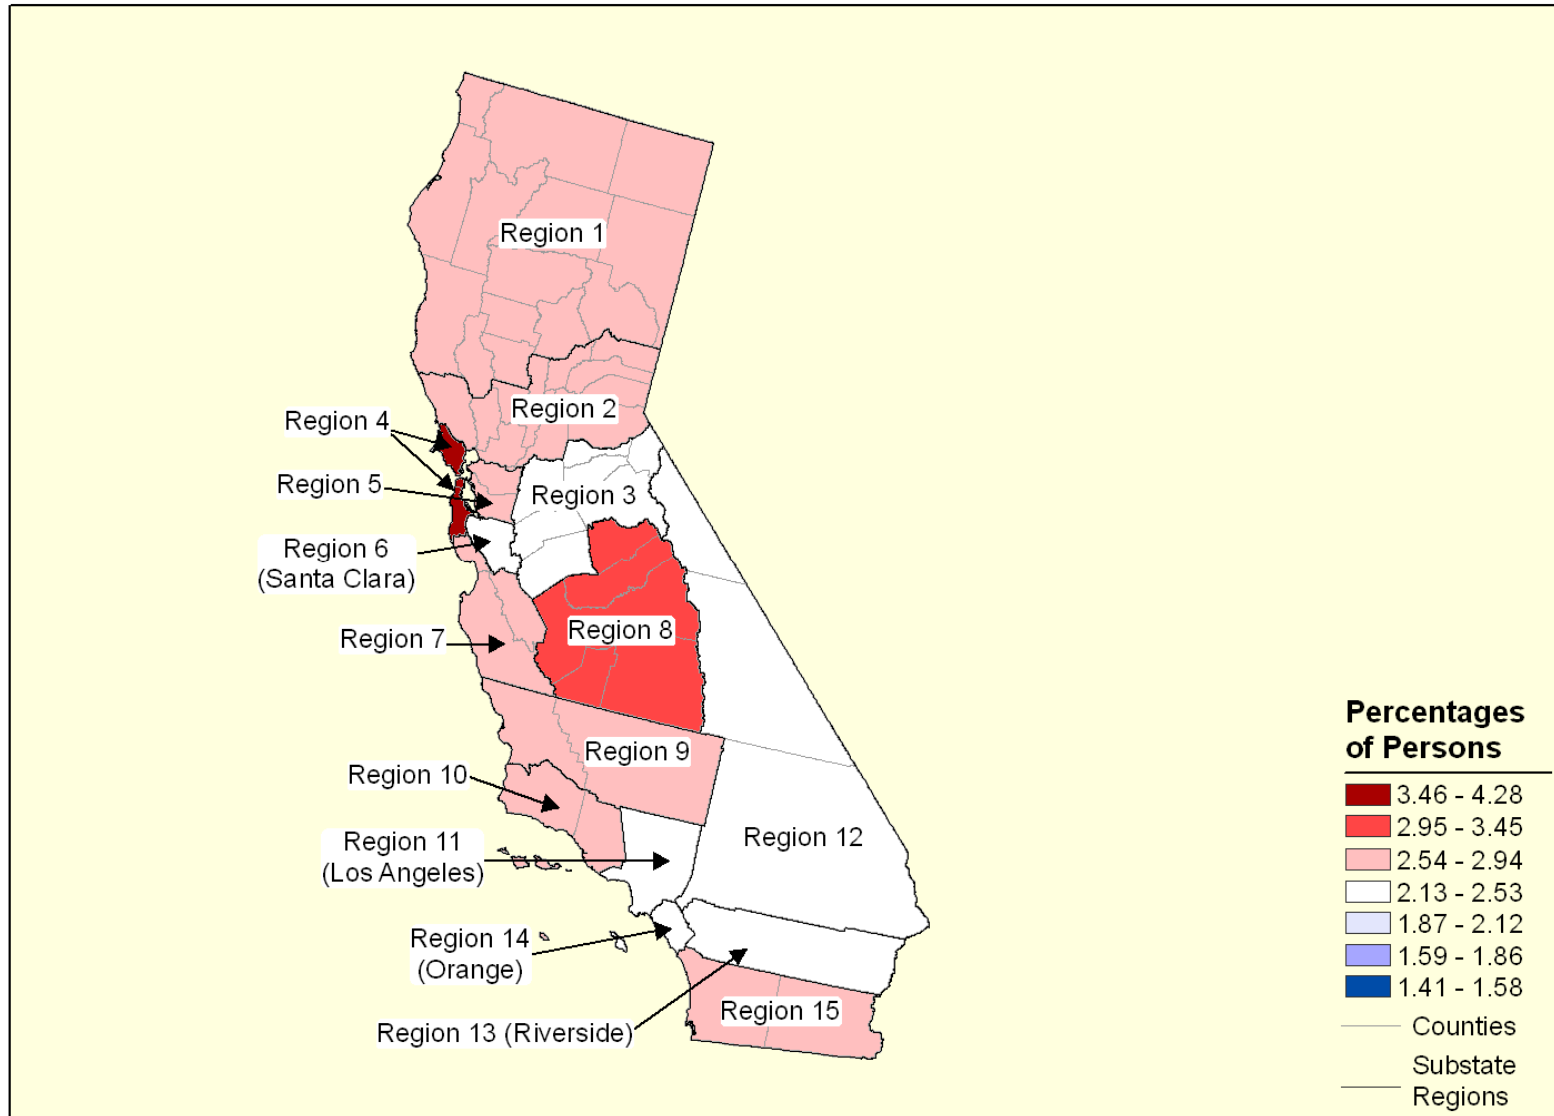 Region 1
Region 2
Region 4
Region 5
Region 3
Region 6
(Santa Clara)
Region 7
Region 8
Region 9
Region 10
Region 11
(Los Angeles)
Region 12
Region 14
(Orange)
Region 15
Region 13 (Riverside)
Percentages
of Persons
3.46 - 4.28
2.95 - 3.45
2.54 - 2.94
2.13 - 2.53
1.87 - 2.12
1.59 - 1.86
1.41 - 1.58
Counties
Substate
Regions